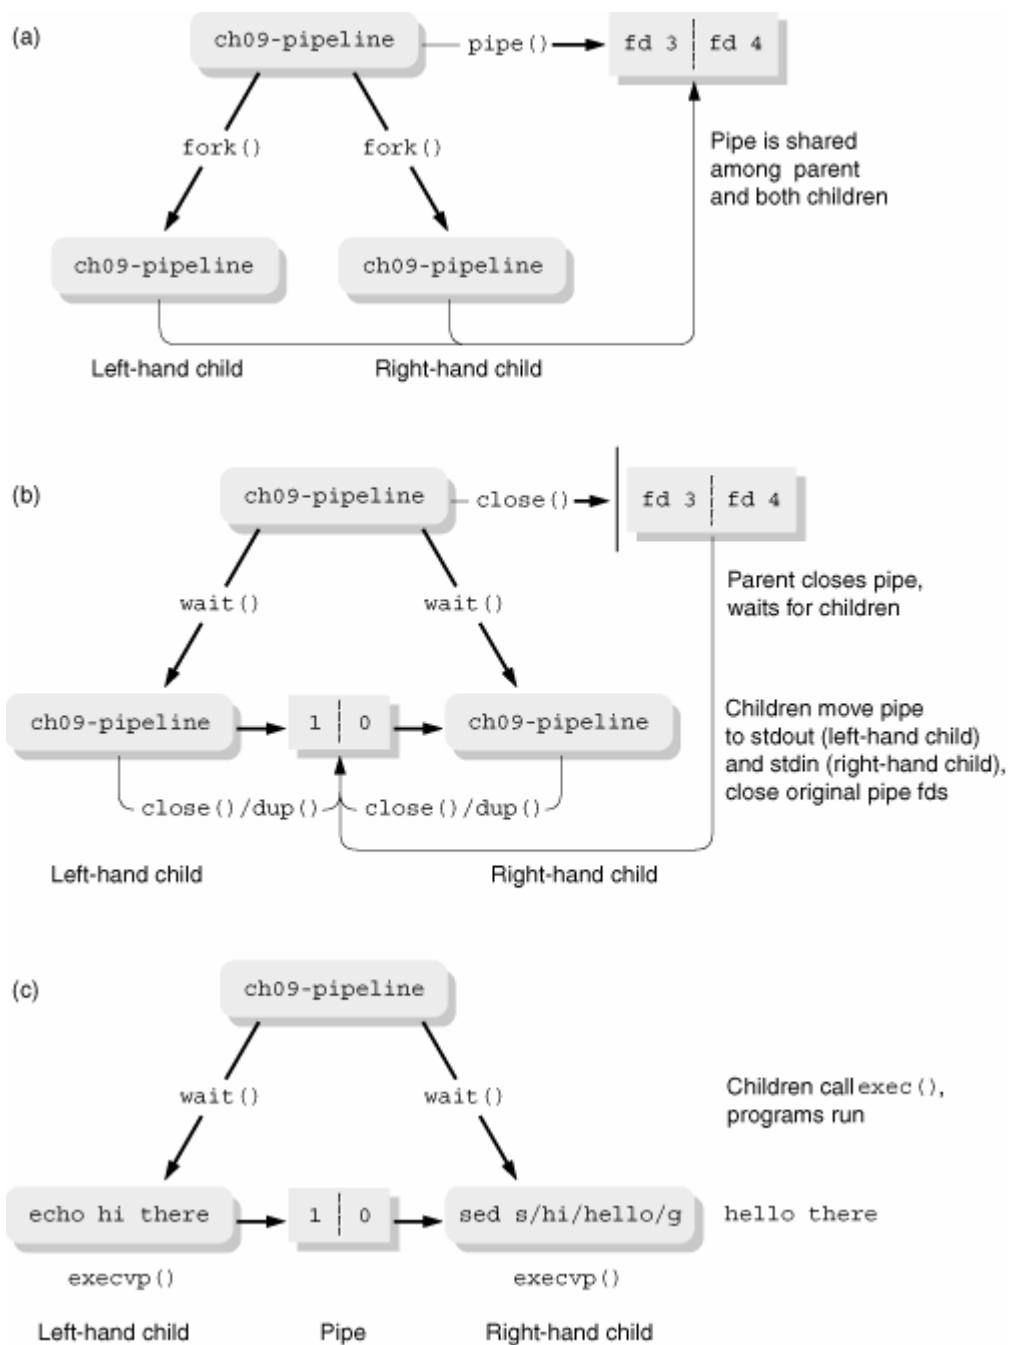 (a)
ch09-pipeline
pipe()
fd 3
fd 4
fork()
fork()
Pipe is shared
among parent
and both children
ch09-pipeline
ch09-pipeline
Left-hand child
Right-hand child
(b)
ch09-pipeline
close()
fd 3
fd 4
Parent closes pipe,
waits for children
wait()
wait()
ch09-pipeline
1
0
ch09-pipeline
Children move pipe
to stdout (left-hand child)
and stdin (right-hand child),
close original pipe fds
close()/dup()
close()/dup()
Left-hand child
Right-hand child
(c)
ch09-pipeline
wait()
wait()
Children call exec(),
programs run
echo hi there
1
0
sed s/hi/hello/g
hello there
execvp()
execvp()
Left-hand child
Pipe
Right-hand child